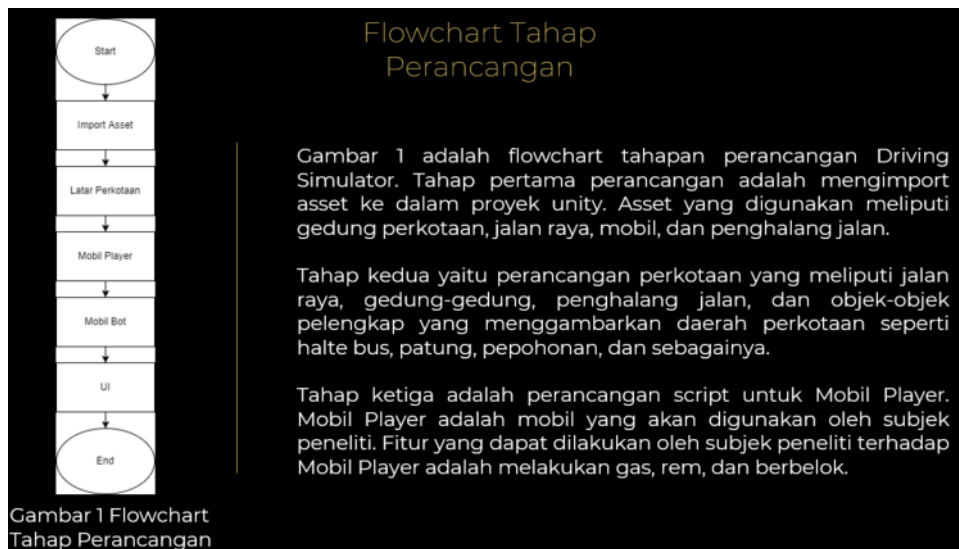 Flowchart Tahap
Perancangan
Start
Import Asset
Latar Perkotaan
Mobil Player
Mobil Bot
UI
End
Gambar 1 Flowchart
Tahap Perancangan
Gambar 1 adalah flowchart tahapan perancangan Driving
Simulator. Tahap pertama perancangan adalah mengimport
asset ke dalam proyek unity. Asset yang digunakan meliputi
gedung perkotaan, jalan raya, mobil, dan penghalang jalan.
Tahap kedua yaitu perancangan perkotaan yang meliputi jalan
raya, gedung-gedung, penghalang jalan, dan objek-objek
pelengkap yang menggambarkan daerah perkotaan seperti
halte bus, patung, pepohonan, dan sebagainya.
Tahap ketiga adalah perancangan script untuk Mobil Player.
Mobil Player adalah mobil yang akan digunakan oleh subjek
peneliti. Fitur yang dapat dilakukan oleh subjek peneliti terhadap
Mobil Player adalah melakukan gas, rem, dan berbelok.